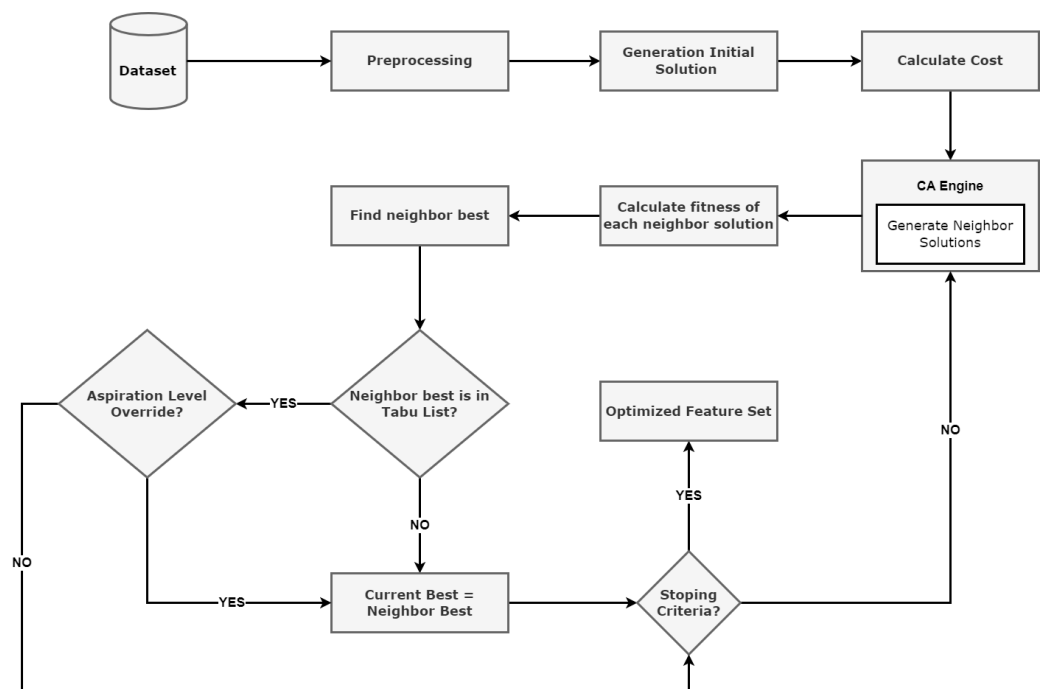 Dataset
Preprocessing
Generation Initial
Solution
Calculate Cost
CA Engine
Generate Neighbor
Solutions
Calculate fitness of
each neighbor solution
Find neighbor best
Neighbor best is in
Tabu List?
YES
Aspiration Level
Override?
NO
YES
NO
Current Best =
Neighbor Best
Stoping
Criteria?
YES
Optimized Feature Set
NO